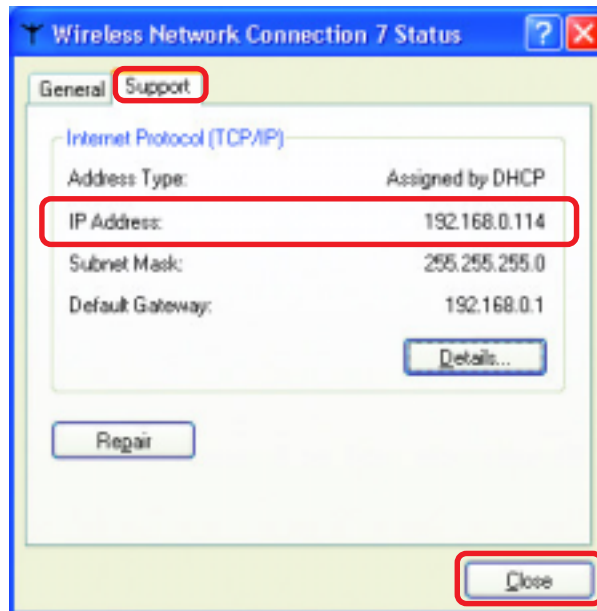 Wireless Network Connection 7 Status
General Support
Internet Protocol (TCP/IP)
Address Type: Assigned by DHCP
IP Address: 192.168.0.114
Subnet Mask: 255.255.255.0
Default Gateway: 192.168.0.1
Details...
Repair
Close